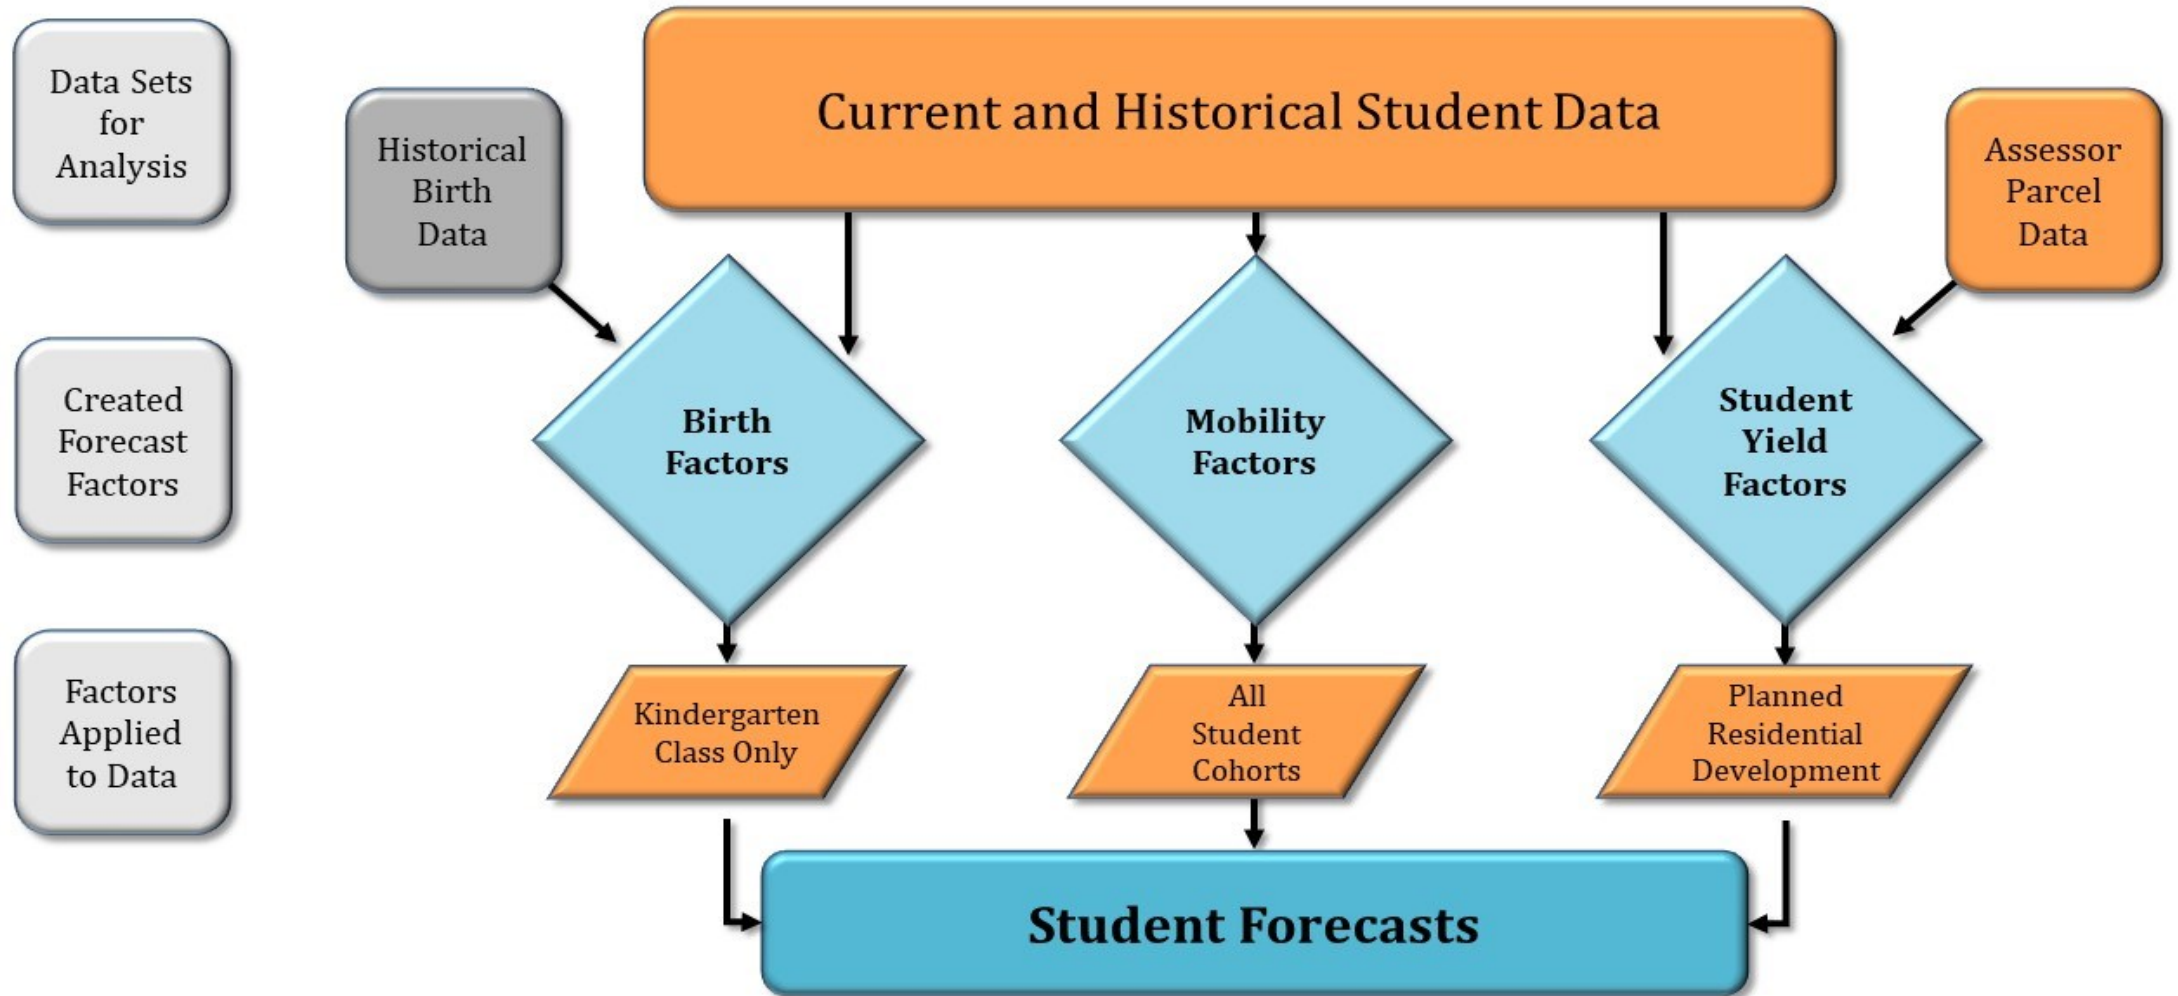 Data Sets
for
Analysis
Historical
Birth
Data
Current and Historical Student Data
Assessor
Parcel
Data
Created
Forecast
Factors
Birth
Factors
Mobility
Factors
Student
Yield
Factors
Factors
Applied
to Data
Kindergarten
Class Only
All
Student
Cohorts
Planned
Residential
Development
Student Forecasts